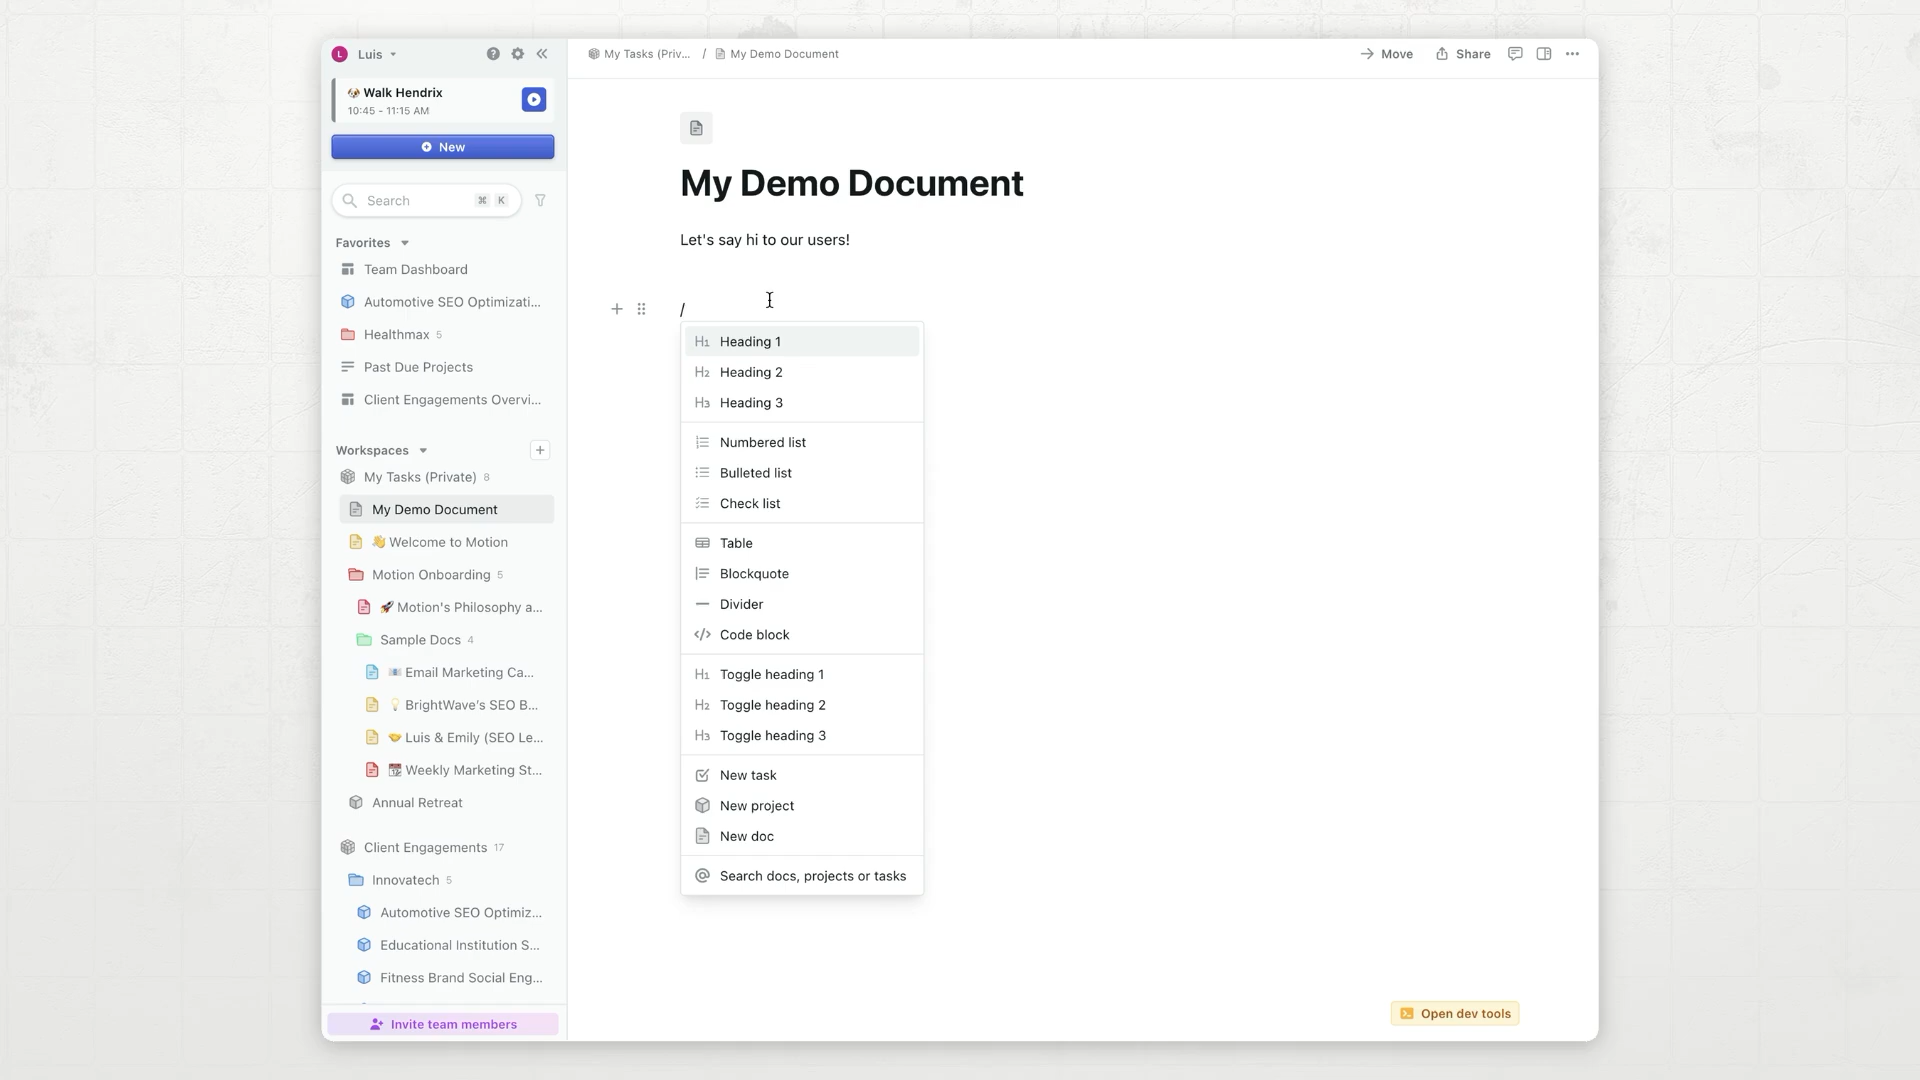 L Luis
Walk Hendrix
10:45 - 11:15 AM
New
Search ⌘ K
Favorites
Team Dashboard
Automotive SEO Optimizati...
Healthmax 5
Past Due Projects
Client Engagements Overvi...
Workspaces
My Tasks (Private) 8
My Demo Document
👋 Welcome to Motion
Motion Onboarding 5
🚀 Motion's Philosophy a...
Sample Docs 4
📧 Email Marketing Ca...
💡 BrightWave's SEO B...
🤝 Luis & Emily (SEO Le...
📆 Weekly Marketing St...
Annual Retreat
Client Engagements 17
Innovatech 5
Automotive SEO Optimiz...
Educational Institution S...
Fitness Brand Social Eng...
Invite team members
My Tasks (Priv... / My Demo Document
Move
Share
My Demo Document
Let's say hi to our users!
/
H1 Heading 1
H2 Heading 2
H3 Heading 3
Numbered list
Bulleted list
Check list
Table
Blockquote
Divider
</> Code block
H1 Toggle heading 1
H2 Toggle heading 2
H3 Toggle heading 3
New task
New project
New doc
@ Search docs, projects or tasks
Open dev tools